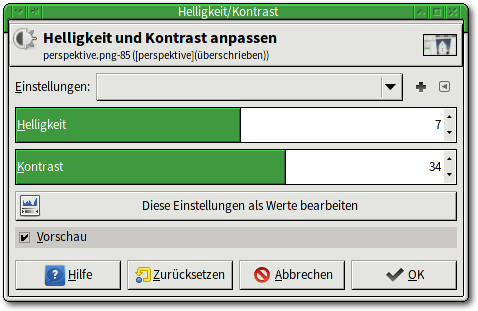 Helligkeit/Kontrast
Helligkeit und Kontrast anpassen
perspektive.png-85 ([perspektive](überschrieben))
Einstellungen:
Helligkeit 7
Kontrast 34
Diese Einstellungen als Werte bearbeiten
Vorschau
Hilfe Zurücksetzen Abbrechen OK